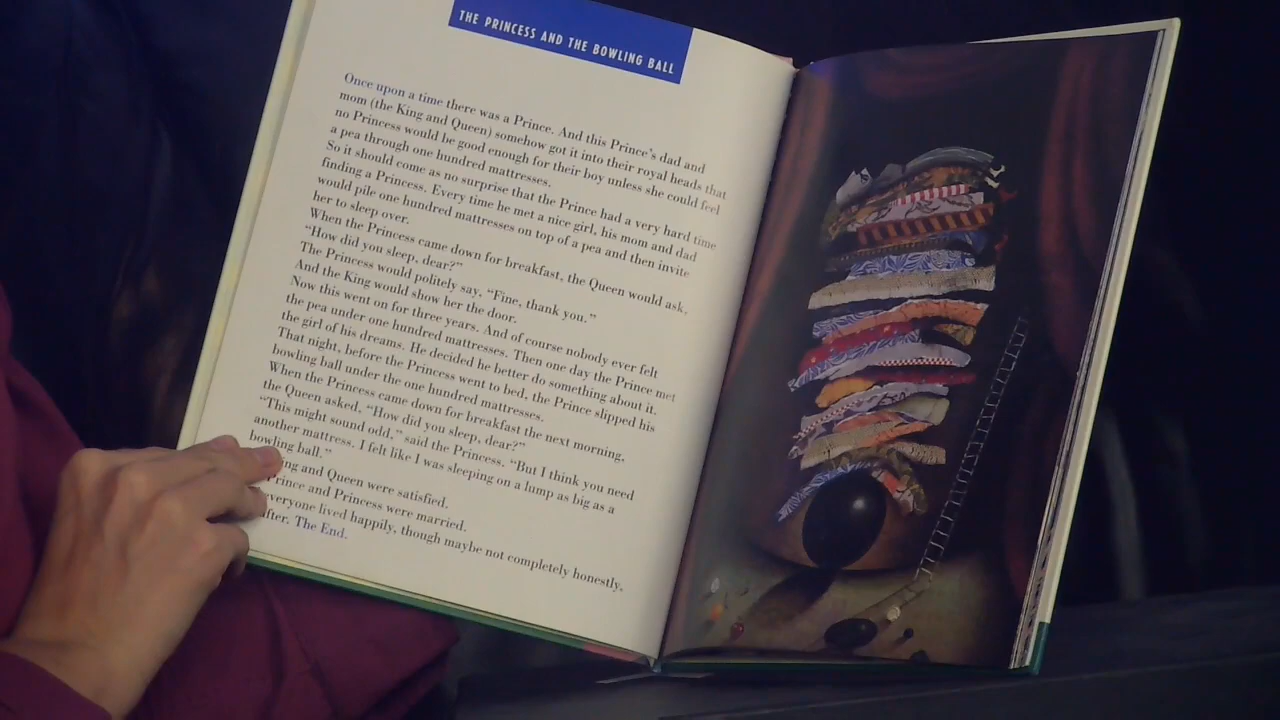 THE PRINCESS AND THE BOWLING BALL
Once upon a time there was a Prince. And this Prince's dad and
mom (the King and Queen) somehow got it into their royal heads that
no Princess would be good enough for their boy unless she could feel
a pea through one hundred mattresses.
So it should come as no surprise that the Prince had a very hard time
finding a Princess. Every time he met a nice girl, his mom and dad
would pile one hundred mattresses on top of a pea and then invite
her to sleep over.
When the Princess came down for breakfast, the Queen would ask,
“How did you sleep, dear?”
The Princess would politely say, “Fine, thank you.”
And the King would show her the door.
Now this went on for three years. And of course nobody ever felt
the pea under one hundred mattresses. Then one day the Prince met
the girl of his dreams. He decided he better do something about it.
That night, before the Princess went to bed, the Prince slipped his
bowling ball under the one hundred mattresses.
When the Princess came down for breakfast the next morning,
the Queen asked, “How did you sleep, dear?”
“This might sound odd,” said the Princess. “But I think you need
another mattress. I felt like I was sleeping on a lump as big as a
bowling ball.”
ing and Queen were satisfied.
Prince and Princess were married.
everyone lived happily, though maybe not completely honestly,
after. The End.